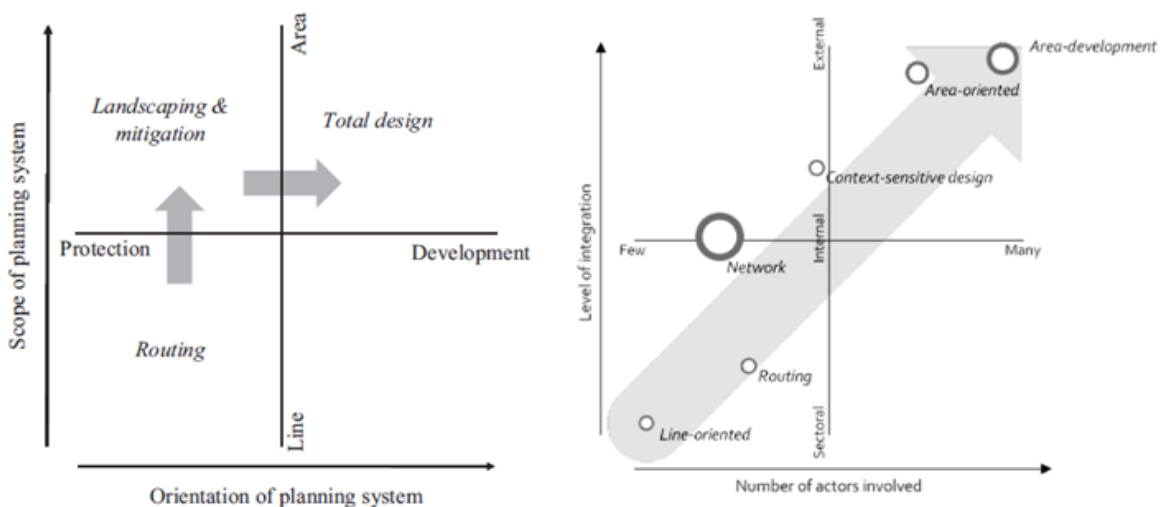 Scope of planning system
Area
Landscaping &
mitigation
Total design
Protection
Development
Routing
Line
Orientation of planning system
Level of integration
External
Area-development
Area-oriented
Context-sensitive design
Few
Internal
Many
Network
Routing
Line-oriented
Sectoral
Number of actors involved